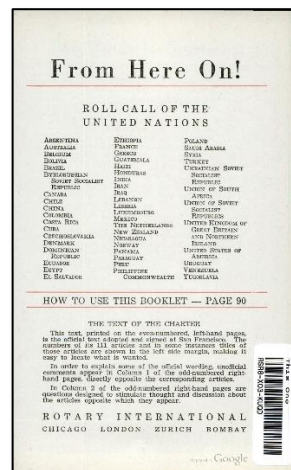 From Here On!
ROLL CALL OF THE
UNITED NATIONS
ARGENTINA
AUSTRALIA
BELGIUM
BOLIVIA
BRAZIL
BYELORUSSIAN
SOVIET SOCIALIST
REPUBLIC
CANADA
CHILE
CHINA
COLOMBIA
COSTA RICA
CUBA
CZECHOSLOVAKIA
DENMARK
DOMINICAN
REPUBLIC
ECUADOR
EGYPT
EL SALVADOR
ETHIOPIA
FRANCE
GREECE
GUATEMALA
HAITI
HONDURAS
INDIA
IRAN
IRAQ
LEBANON
LIBERIA
LUXEMBOURG
MEXICO
THE NETHERLANDS
NEW ZEALAND
NICARAGUA
NORWAY
PANAMA
PARAGUAY
PERU
PHILIPPINE
COMMONWEALTH
POLAND
SAUDI ARABIA
SYRIA
TURKEY
UKRAINIAN SOVIET
SOCIALIST
REPUBLIC
UNION OF SOUTH
AFRICA
UNION OF SOVIET
SOCIALIST
REPUBLICS
UNITED KINGDOM OF
GREAT BRITAIN
AND NORTHERN
IRELAND
UNITED STATES OF
AMERICA
URUGUAY
VENEZUELA
YUGOSLAVIA
HOW TO USE THIS BOOKLET — PAGE 90
THE TEXT OF THE CHARTER
This text, printed on the even-numbered, left-hand pages,
is the official text adopted and signed at San Francisco. The
numbers of its 111 articles and in some instances titles of
those articles are shown in the left side margin, making it
easy to locate what is wanted.
In order to explain some of the official wording, unofficial
comments appear in Column 1 of the odd-numbered right-
hand pages, directly opposite the corresponding articles.
In Column 2 of the odd-numbered right-hand pages are
questions designed to stimulate thought and discussion about
the articles opposite which they appear.
ROTARY INTERNATIONAL
CHICAGO LONDON ZURICH BOMBAY
This One
Google